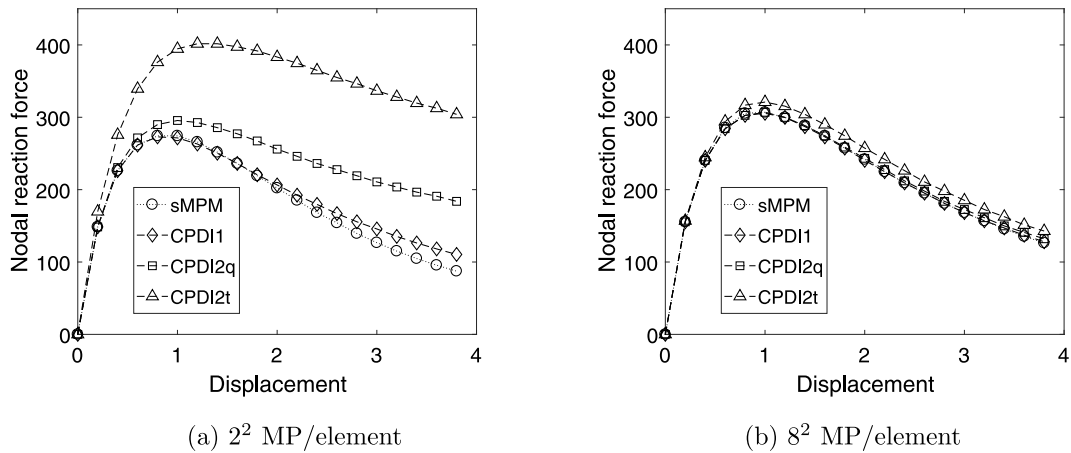 Nodal reaction force
400
300
200
100
0
sMPM
CPDI1
CPDI2q
CPDI2t
0 1 2 3 4
Displacement
(a) 2² MP/element
Nodal reaction force
400
300
200
100
0
sMPM
CPDI1
CPDI2q
CPDI2t
0 1 2 3 4
Displacement
(b) 8² MP/element